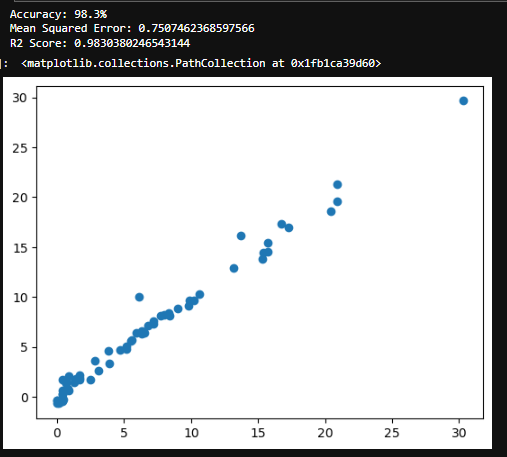 Accuracy: 98.3%
Mean Squared Error: 0.7507462368597566
R2 Score: 0.9830380246543144
]: <matplotlib.collections.PathCollection at 0x1fb1ca39d60>
30
25
20
15
10
5
0
0 5 10 15 20 25 30